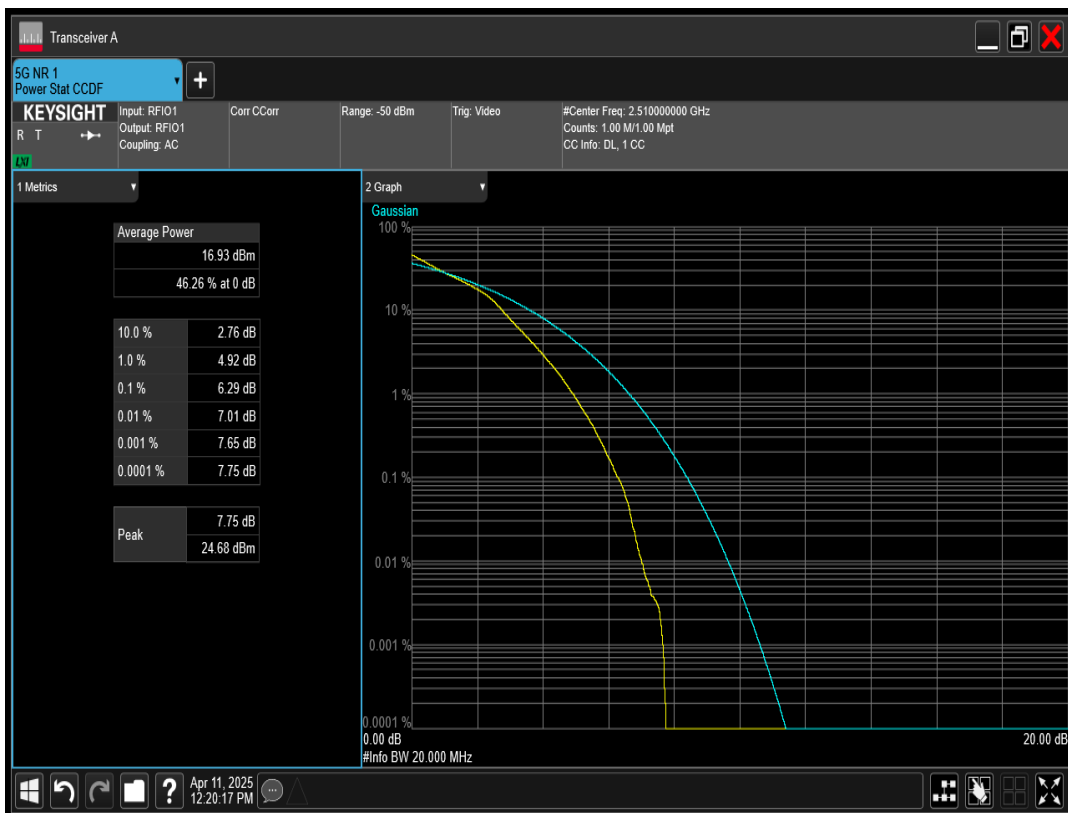 Transceiver A
5G NR 1
Power Stat CCDF
+
KEYSIGHT
R T
LXI
Input: RFIO1
Output: RFIO1
Coupling: AC
Corr CCorr
Range: -50 dBm
Trig: Video
#Center Freq: 2.510000000 GHz
Counts: 1.00 M/1.00 Mpt
CC Info: DL, 1 CC
1 Metrics
Average Power
16.93 dBm
46.26 % at 0 dB
10.0 % 2.76 dB
1.0 % 4.92 dB
0.1 % 6.29 dB
0.01 % 7.01 dB
0.001 % 7.65 dB
0.0001 % 7.75 dB
Peak
7.75 dB
24.68 dBm
2 Graph
Gaussian
100 %
10 %
1 %
0.1 %
0.01 %
0.001 %
0.0001 %
0.00 dB 20.00 dB
#Info BW 20.000 MHz
?
Apr 11, 2025
12:20:17 PM